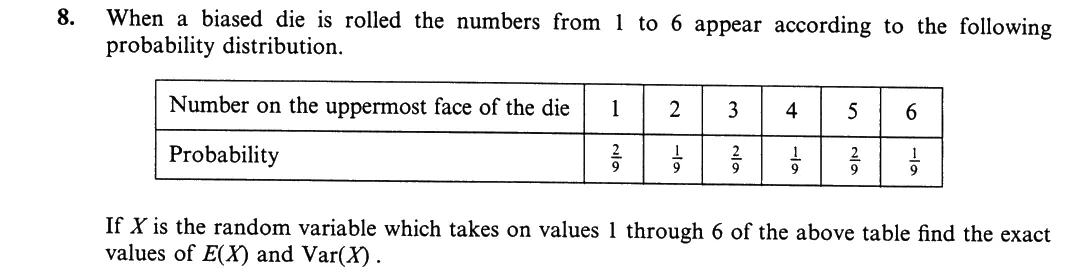 8. When a biased die is rolled the numbers from 1 to 6 appear according to the following
probability distribution.
Number on the uppermost face of the die 1 2 3 4 5 6
Probability 2/9 1/9 2/9 1/9 2/9 1/9
If X is the random variable which takes on values 1 through 6 of the above table find the exact
values of E(X) and Var(X) .